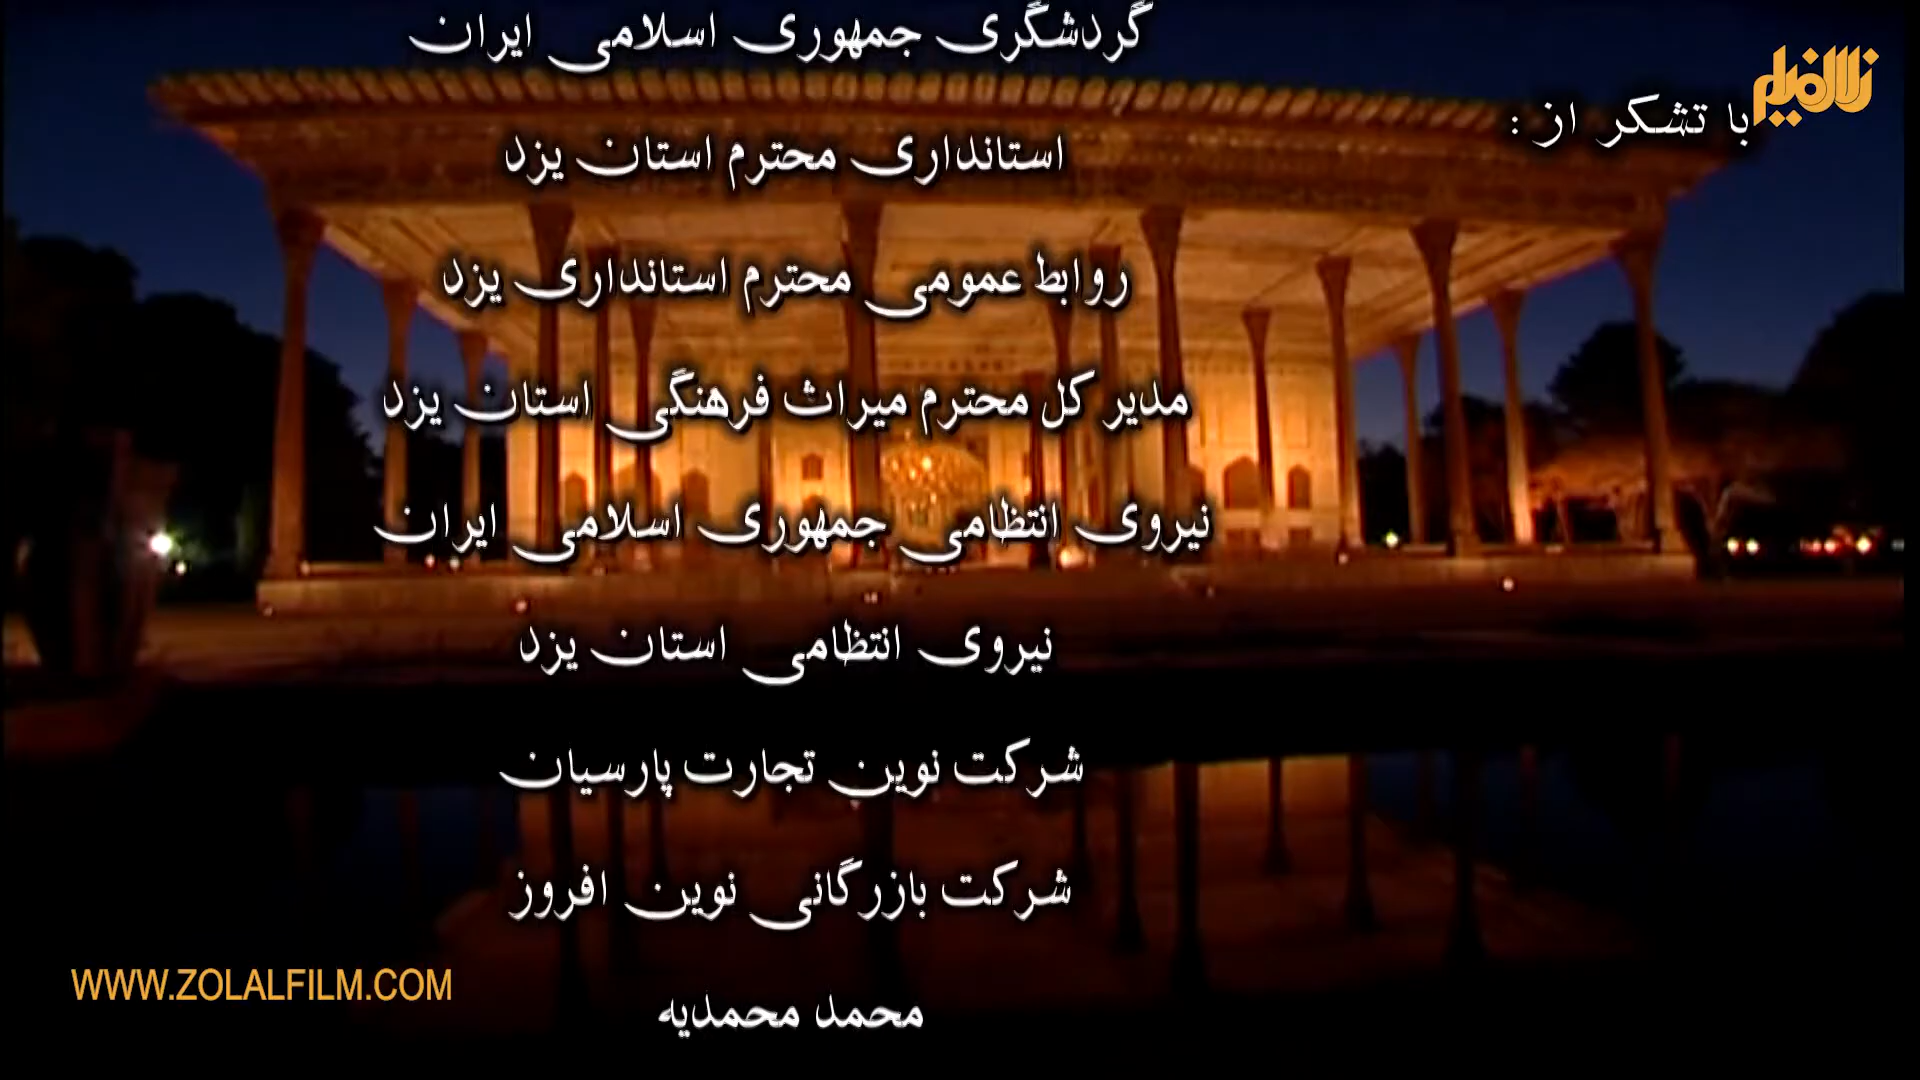 گردشگری جمهوری اسلامی ایران
زلال فیلم
با تشکر از :
استانداری محترم استان یزد
روابط عمومی محترم استانداری یزد
مدیر کل محترم میراث فرهنگی استان یزد
نیروی انتظامی جمهوری اسلامی ایران
نیروی انتظامی استان یزد
شرکت نوین تجارت پارسیان
شرکت بازرگانی نوین افروز
WWW.ZOLALFILM.COM
محمد محمدیه